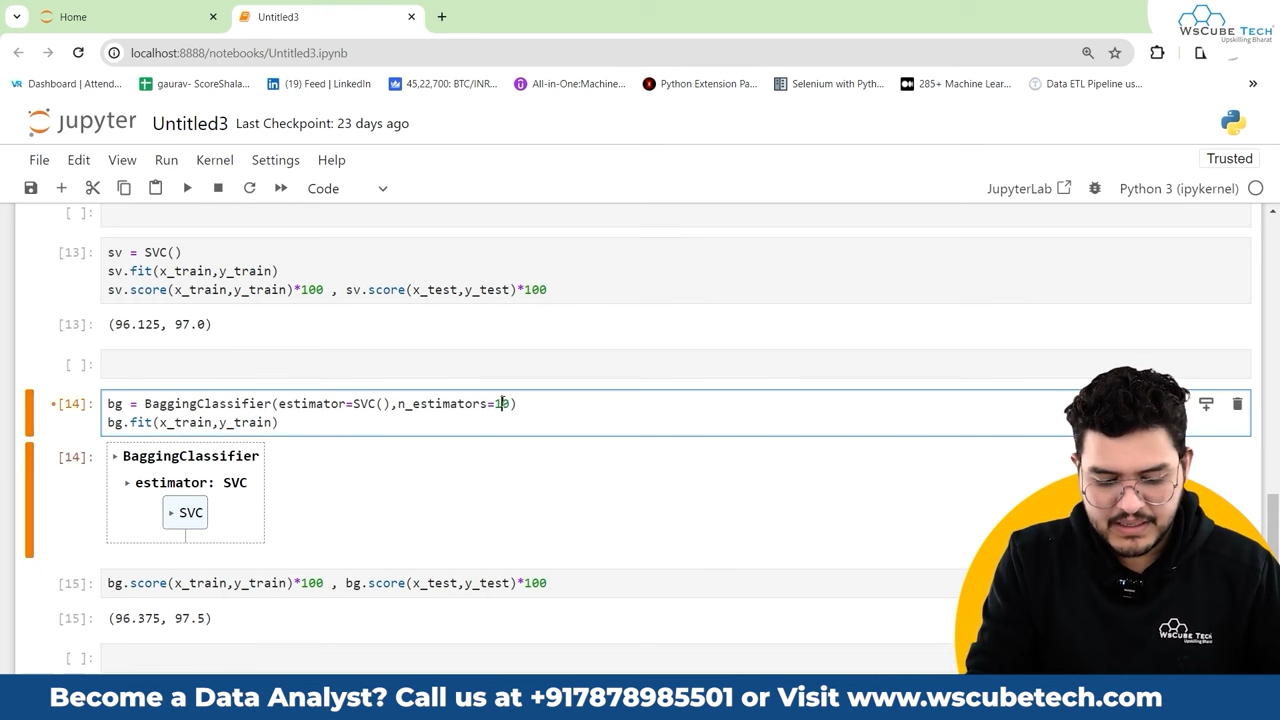 Home
Untitled3
WsCube Tech
Upskilling Bharat
localhost:8888/notebooks/Untitled3.ipynb
Dashboard | Attend...
gaurav- ScoreShala...
(19) Feed | LinkedIn
45,22,700: BTC/INR...
All-in-One:Machine...
Python Extension Pa...
Selenium with Pyth...
285+ Machine Lear...
Data ETL Pipeline us...
jupyter Untitled3 Last Checkpoint: 23 days ago
File Edit View Run Kernel Settings Help
Trusted
Code
JupyterLab
Python 3 (ipykernel)
[ ]:
[13]: sv = SVC()
sv.fit(x_train,y_train)
sv.score(x_train,y_train)*100 , sv.score(x_test,y_test)*100
[13]: (96.125, 97.0)
[ ]:
[14]: bg = BaggingClassifier(estimator=SVC(),n_estimators=10)
bg.fit(x_train,y_train)
[14]: BaggingClassifier
estimator: SVC
SVC
[15]: bg.score(x_train,y_train)*100 , bg.score(x_test,y_test)*100
[15]: (96.375, 97.5)
[ ]:
WsCube Tech
Become a Data Analyst? Call us at +917878985501 or Visit www.wscubetech.com